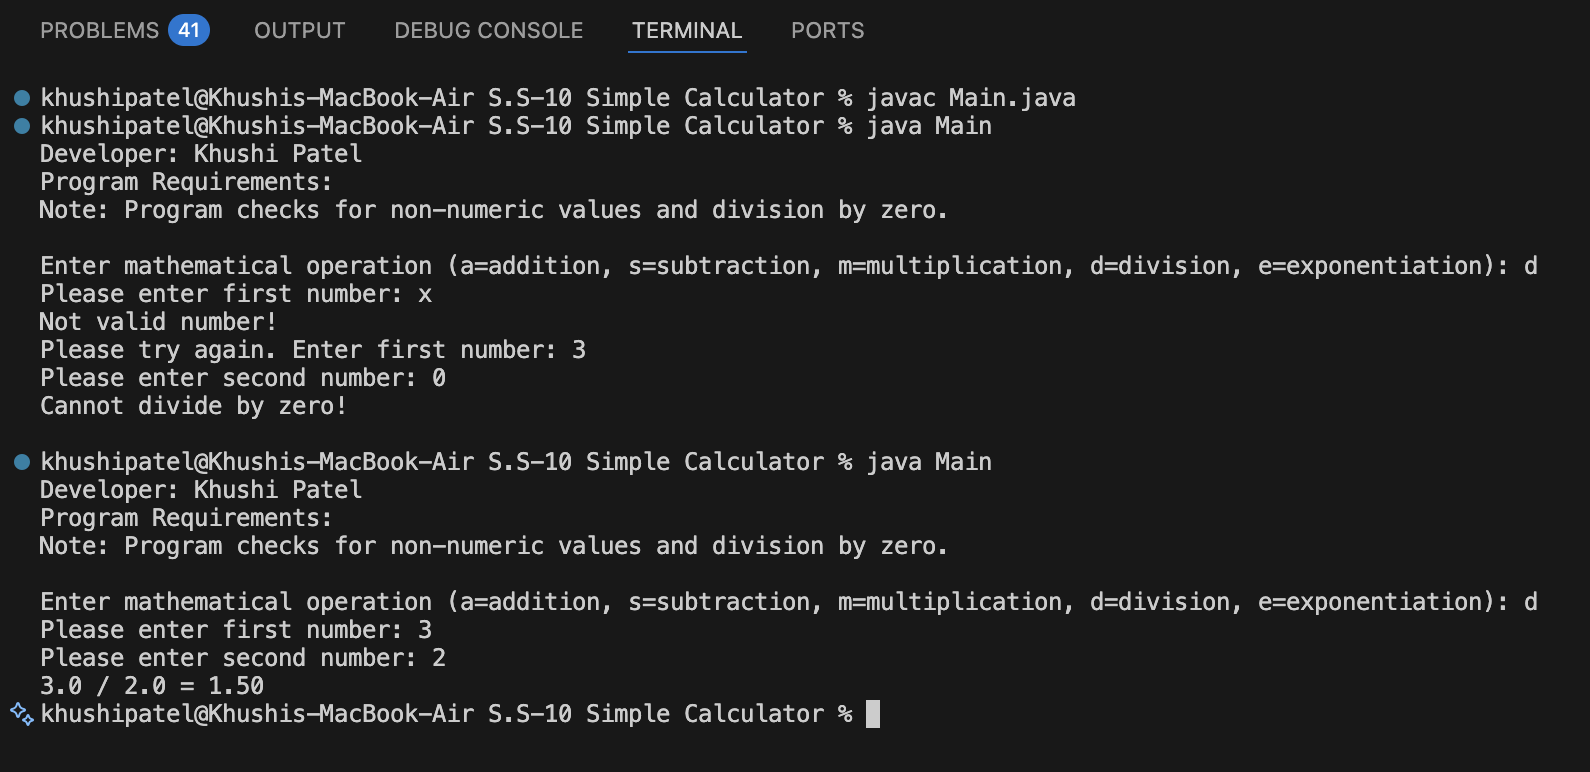 PROBLEMS 41 OUTPUT DEBUG CONSOLE TERMINAL PORTS
khushipatel@Khushis-MacBook-Air S.S-10 Simple Calculator % javac Main.java
khushipatel@Khushis-MacBook-Air S.S-10 Simple Calculator % java Main
Developer: Khushi Patel
Program Requirements:
Note: Program checks for non-numeric values and division by zero.
Enter mathematical operation (a=addition, s=subtraction, m=multiplication, d=division, e=exponentiation): d
Please enter first number: x
Not valid number!
Please try again. Enter first number: 3
Please enter second number: 0
Cannot divide by zero!
khushipatel@Khushis-MacBook-Air S.S-10 Simple Calculator % java Main
Developer: Khushi Patel
Program Requirements:
Note: Program checks for non-numeric values and division by zero.
Enter mathematical operation (a=addition, s=subtraction, m=multiplication, d=division, e=exponentiation): d
Please enter first number: 3
Please enter second number: 2
3.0 / 2.0 = 1.50
khushipatel@Khushis-MacBook-Air S.S-10 Simple Calculator %